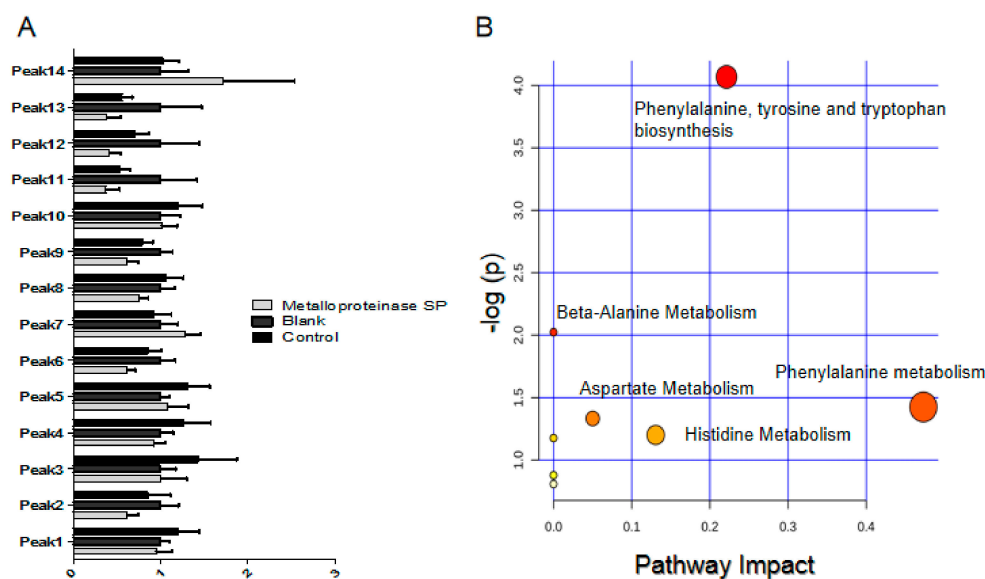 A
Peak14
Peak13
Peak12
Peak11
Peak10
Peak9
Peak8
Peak7
Peak6
Peak5
Peak4
Peak3
Peak2
Peak1
0
1
2
3
Metalloproteinase SP
Blank
Control
B
-log (p)
4.0
3.5
3.0
2.5
2.0
1.5
1.0
Phenylalanine, tyrosine and tryptophan
biosynthesis
Beta-Alanine Metabolism
Phenylalanine metabolism
Aspartate Metabolism
Histidine Metabolism
0.0
0.1
0.2
0.3
0.4
Pathway Impact